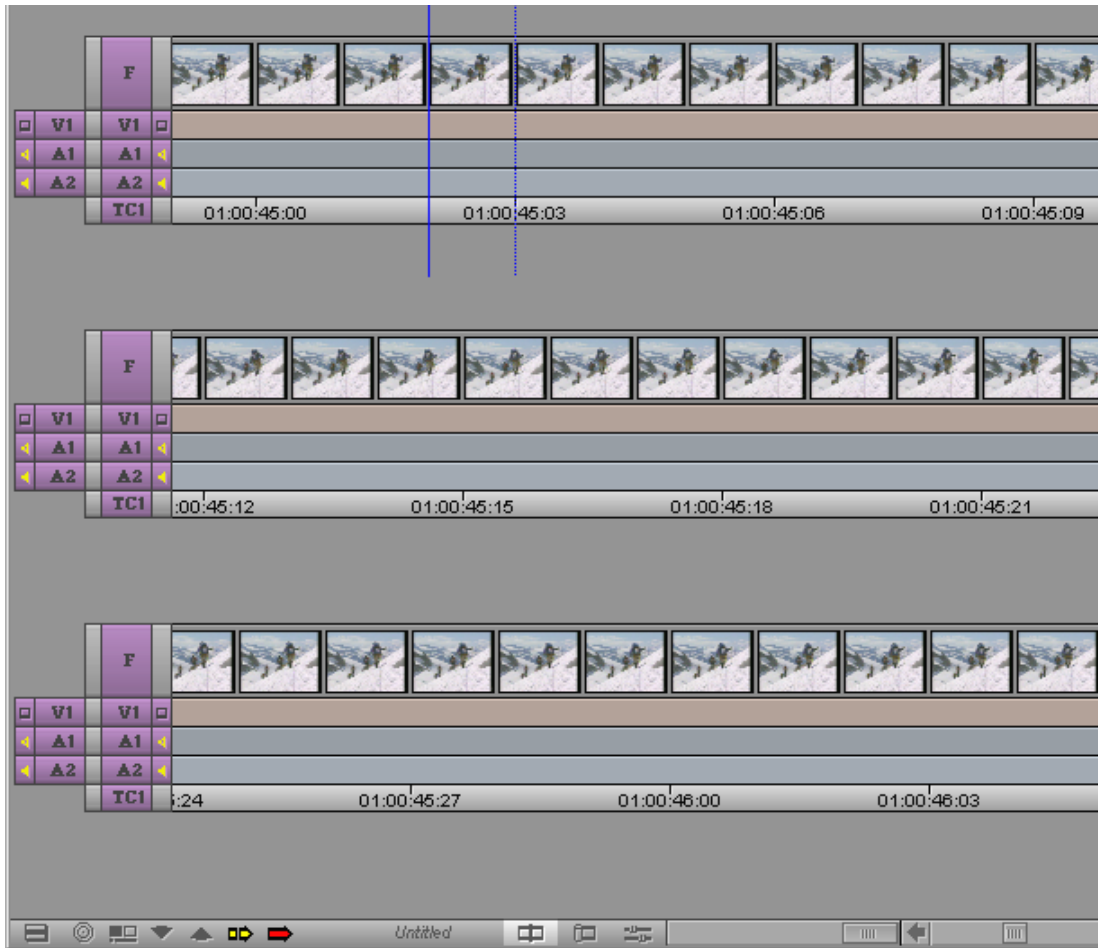 F
V1 V1
A1 A1
A2 A2
TC1 01:00:45:00 01:00:45:03 01:00:45:06 01:00:45:09
F
V1 V1
A1 A1
A2 A2
TC1 :00:45:12 01:00:45:15 01:00:45:18 01:00:45:21
F
V1 V1
A1 A1
A2 A2
TC1 5:24 01:00:45:27 01:00:46:00 01:00:46:03
Untitled